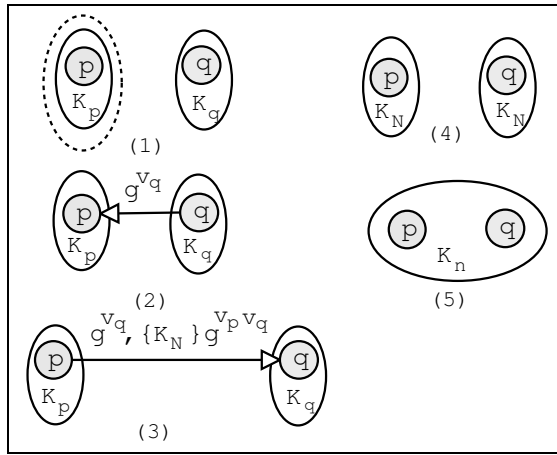 p
K_p
q
K_q
(1)
g^{v_q}
p
K_p
q
K_q
(2)
g^{v_q}, {K_N}g^{v_p v_q}
p
K_p
q
K_q
(3)
p
K_N
q
K_N
(4)
p
q
K_n
(5)